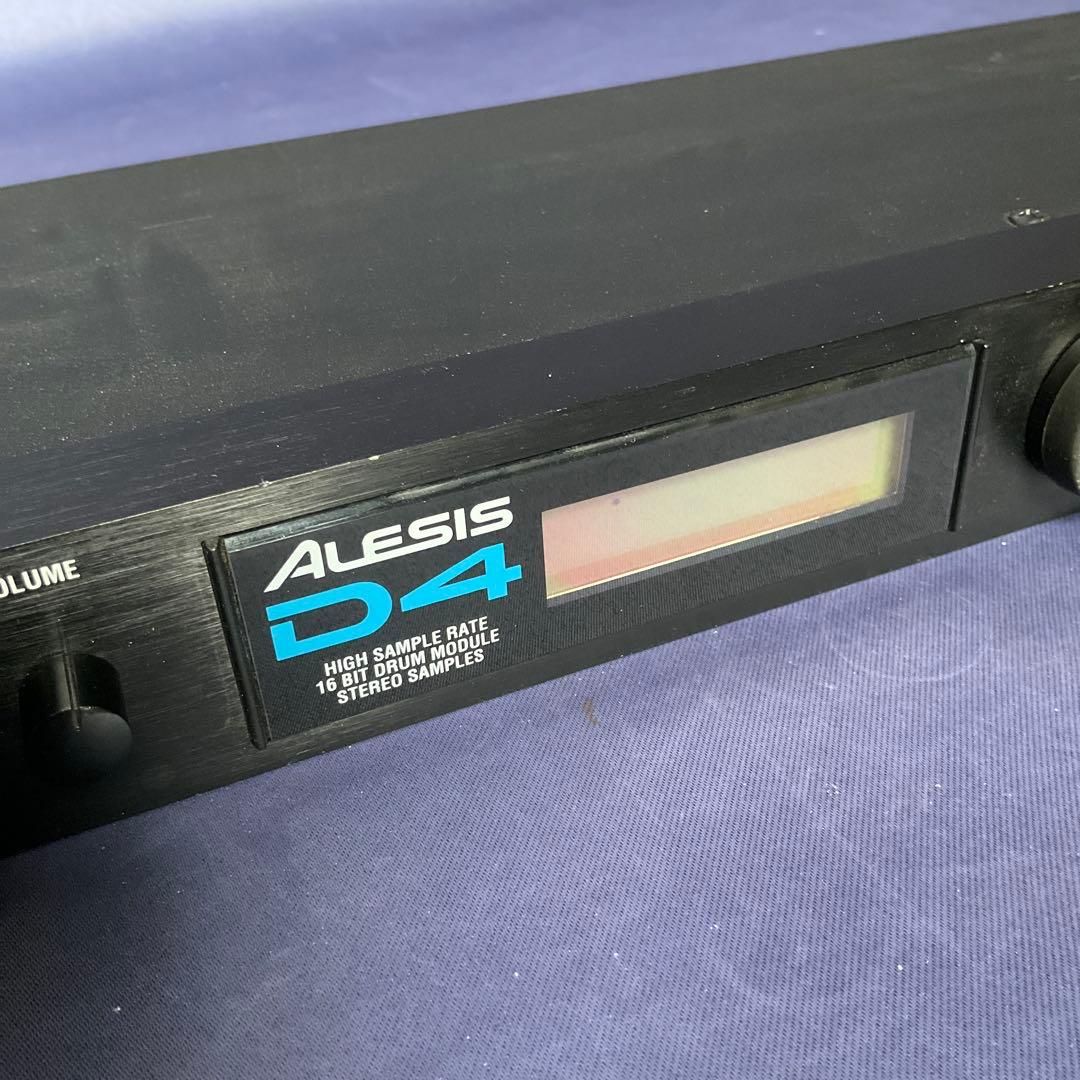 OLUME
ALESIS
D4
HIGH SAMPLE RATE
16 BIT DRUM MODULE
STEREO SAMPLES